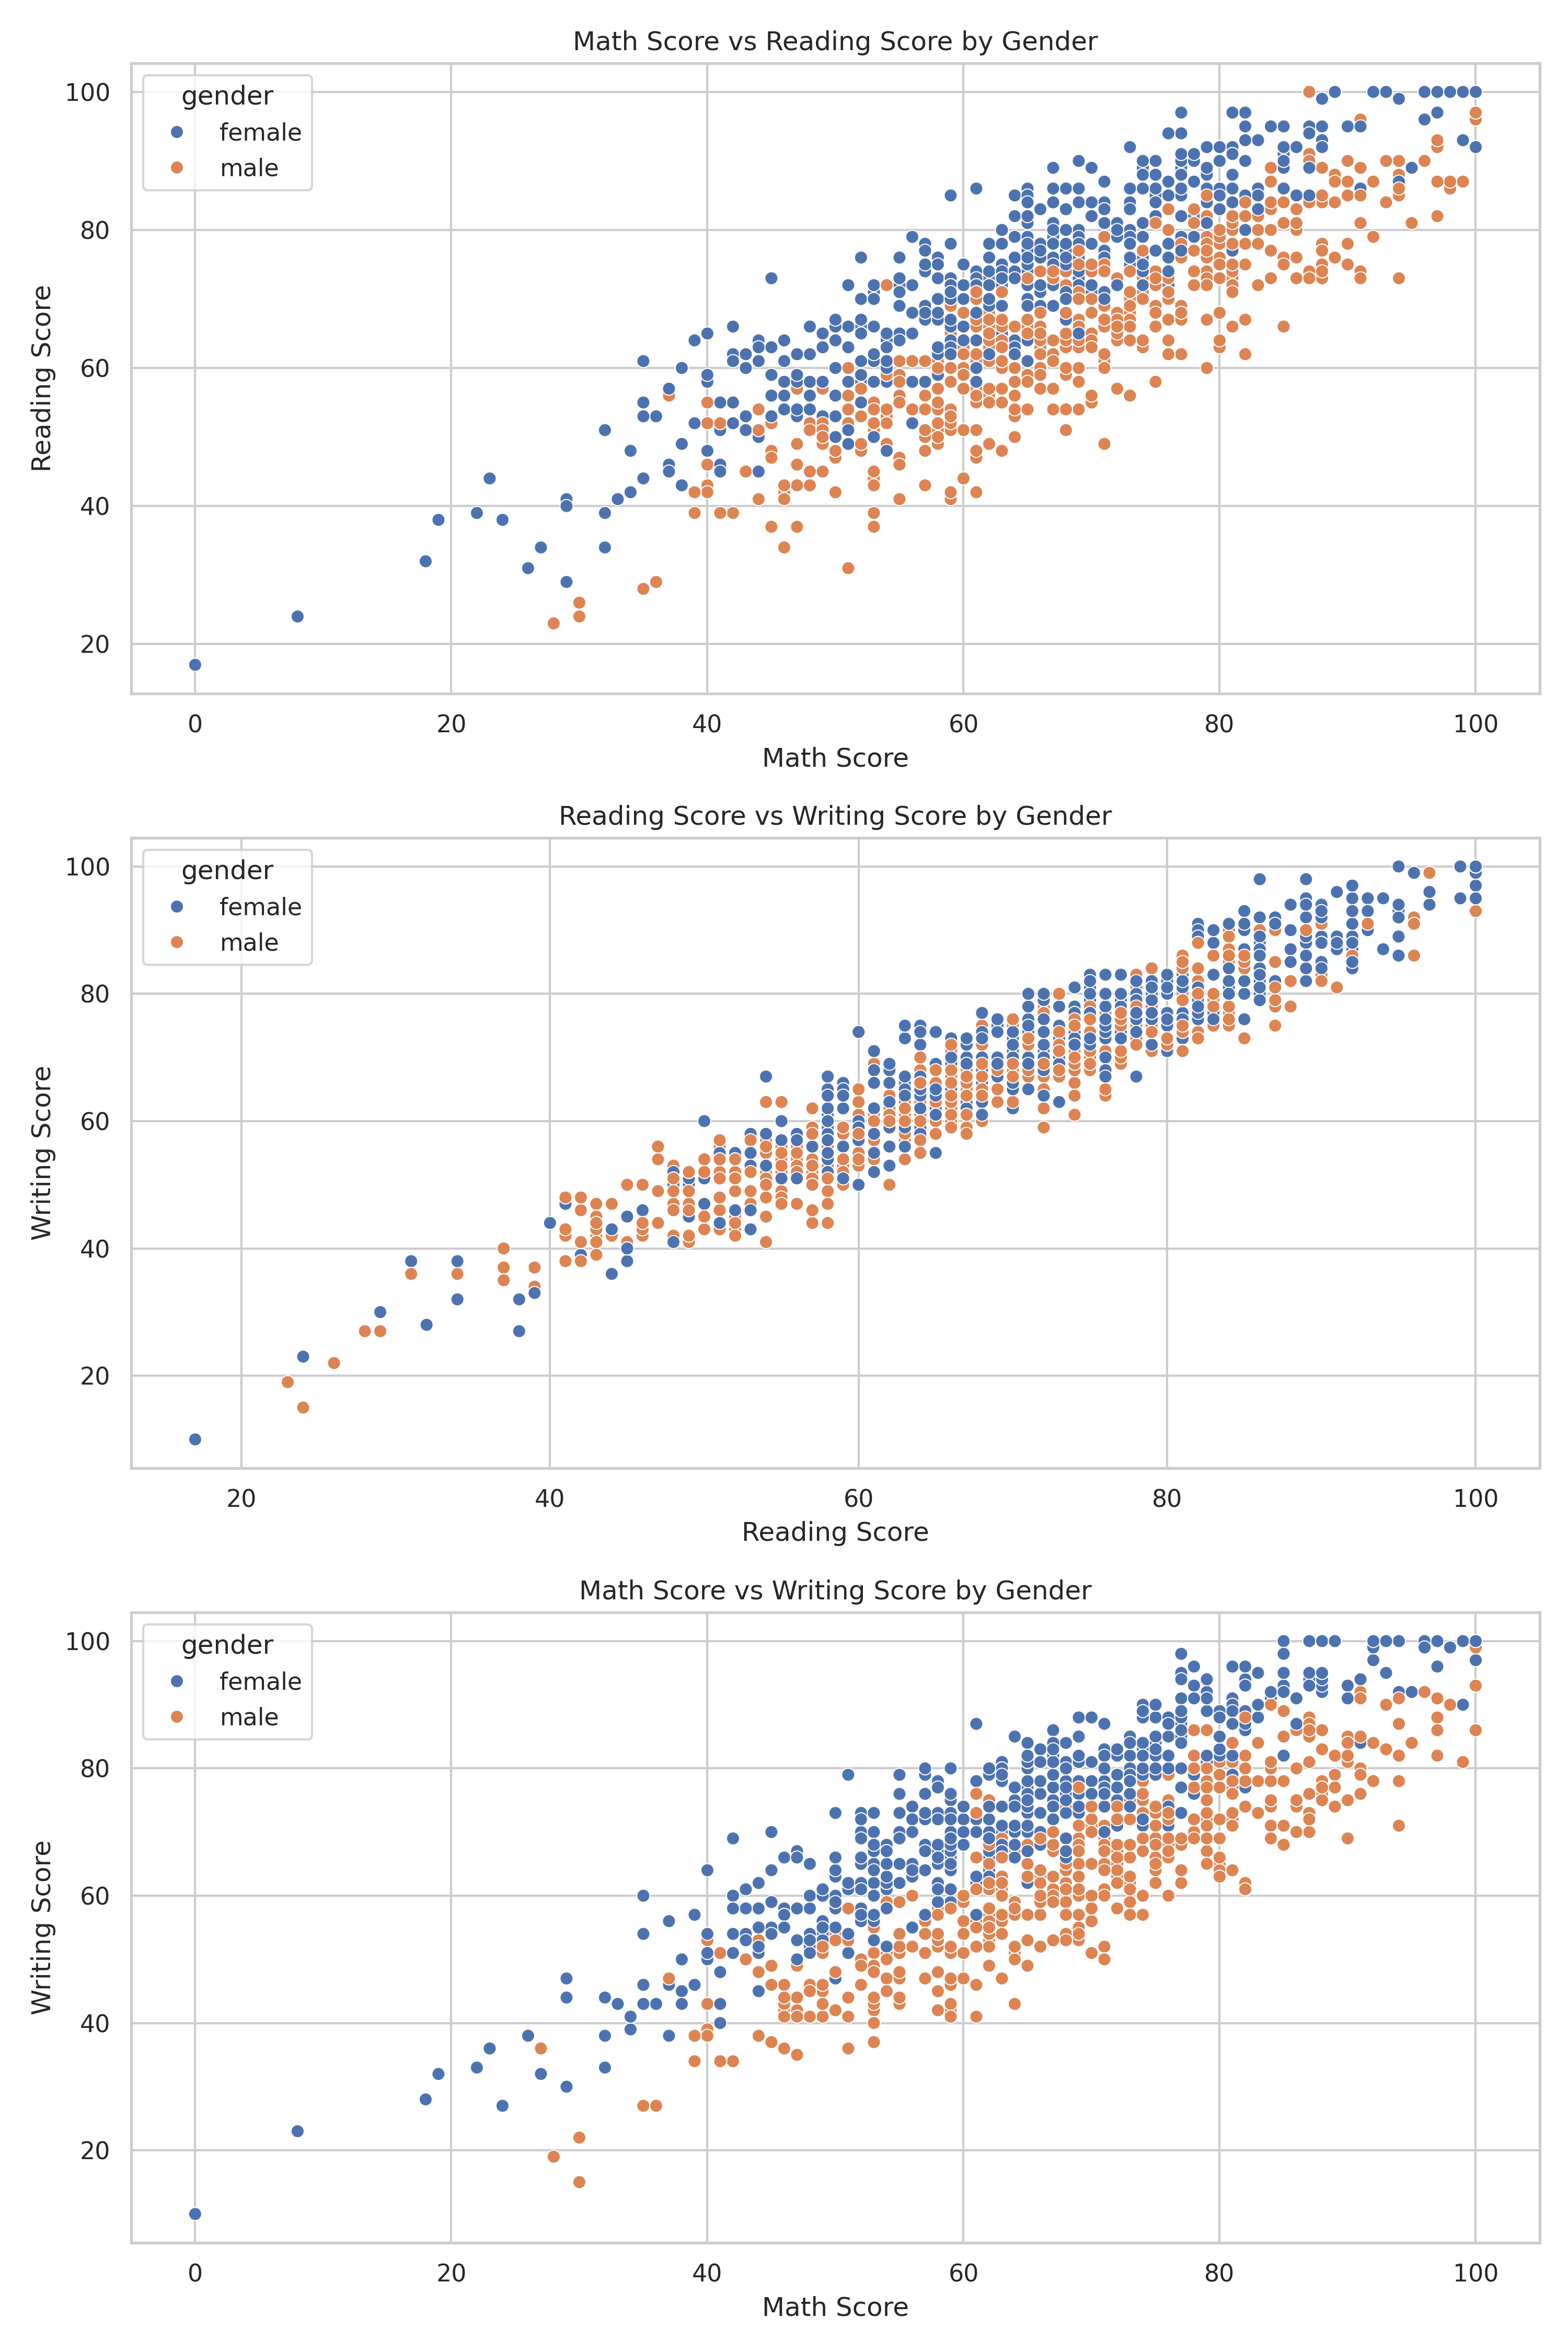 Math Score vs Reading Score by Gender
gender
female
male
100
80
60
40
20
Reading Score
0 20 40 60 80 100
Math Score
Reading Score vs Writing Score by Gender
gender
female
male
100
80
60
40
20
Writing Score
20 40 60 80 100
Reading Score
Math Score vs Writing Score by Gender
gender
female
male
100
80
60
40
20
Writing Score
0 20 40 60 80 100
Math Score